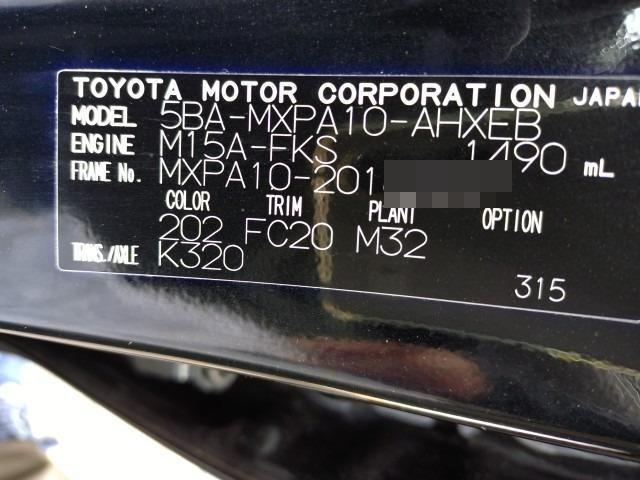 TOYOTA MOTOR CORPORATION JAPAN
MODEL 5BA-MXPA10-AHXEB
ENGINE M15A-FKS 1490 mL
FRAME No. MXPA10-201
COLOR TRIM PLANT OPTION
202 FC20 M32
TRANS./AXLE K320
315